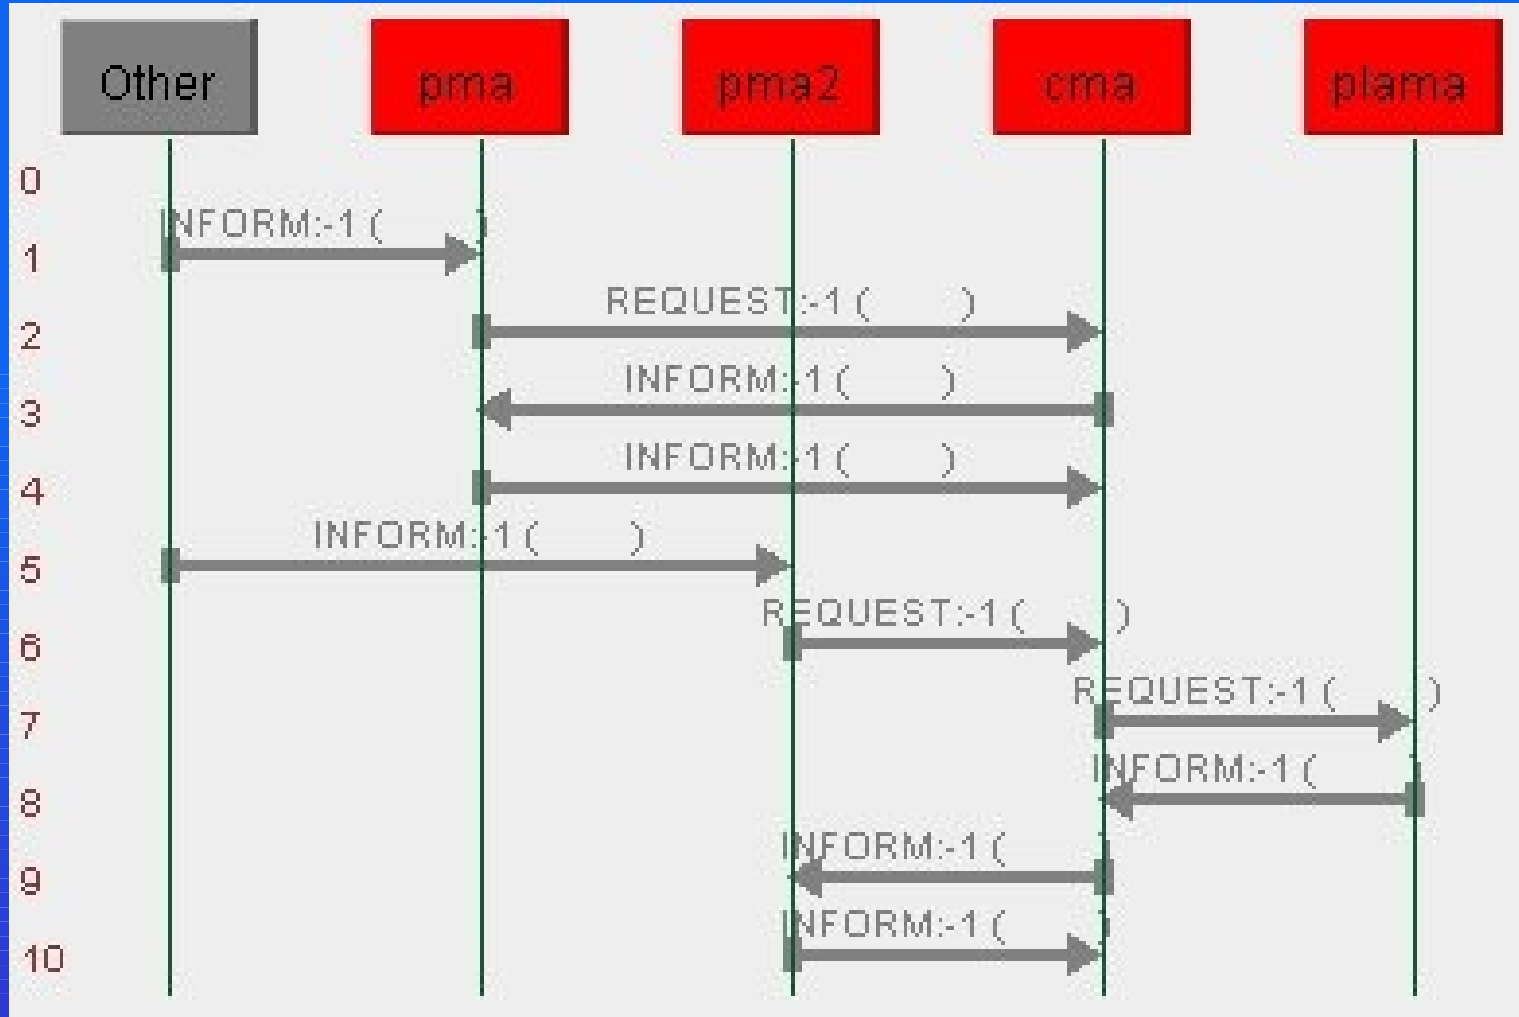 Other pma pma2 cma plama
0
INFORM:-1 ( )
1
REQUEST:-1 ( )
2
INFORM:-1 ( )
3
INFORM:-1 ( )
4
INFORM:-1 ( )
5
REQUEST:-1 ( )
6
REQUEST:-1 ( )
7
INFORM:-1 ( )
8
INFORM:-1 ( )
9
INFORM:-1 ( )
10